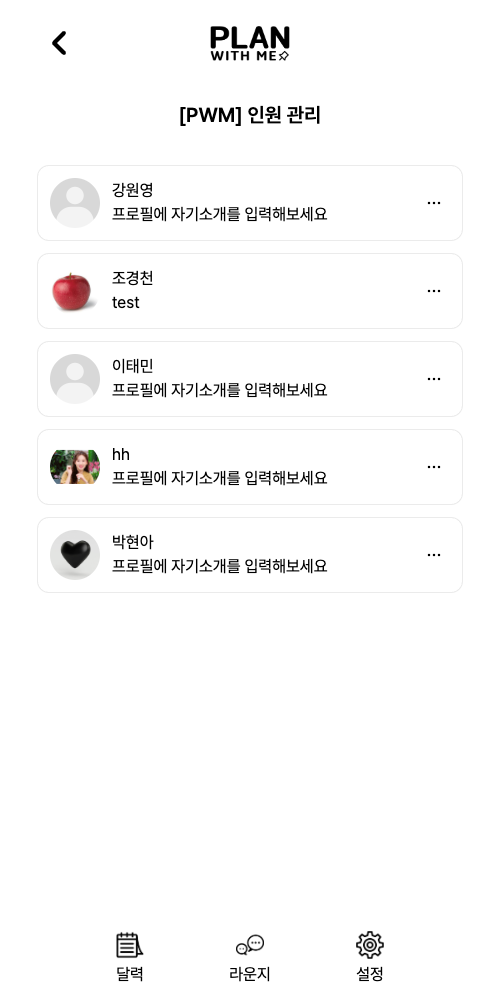 PLAN
WITH ME
[PWM] 인원 관리
강원영
프로필에 자기소개를 입력해보세요
...
조경천
test
...
이태민
프로필에 자기소개를 입력해보세요
...
hh
프로필에 자기소개를 입력해보세요
...
박현아
프로필에 자기소개를 입력해보세요
...
달력
라운지
설정